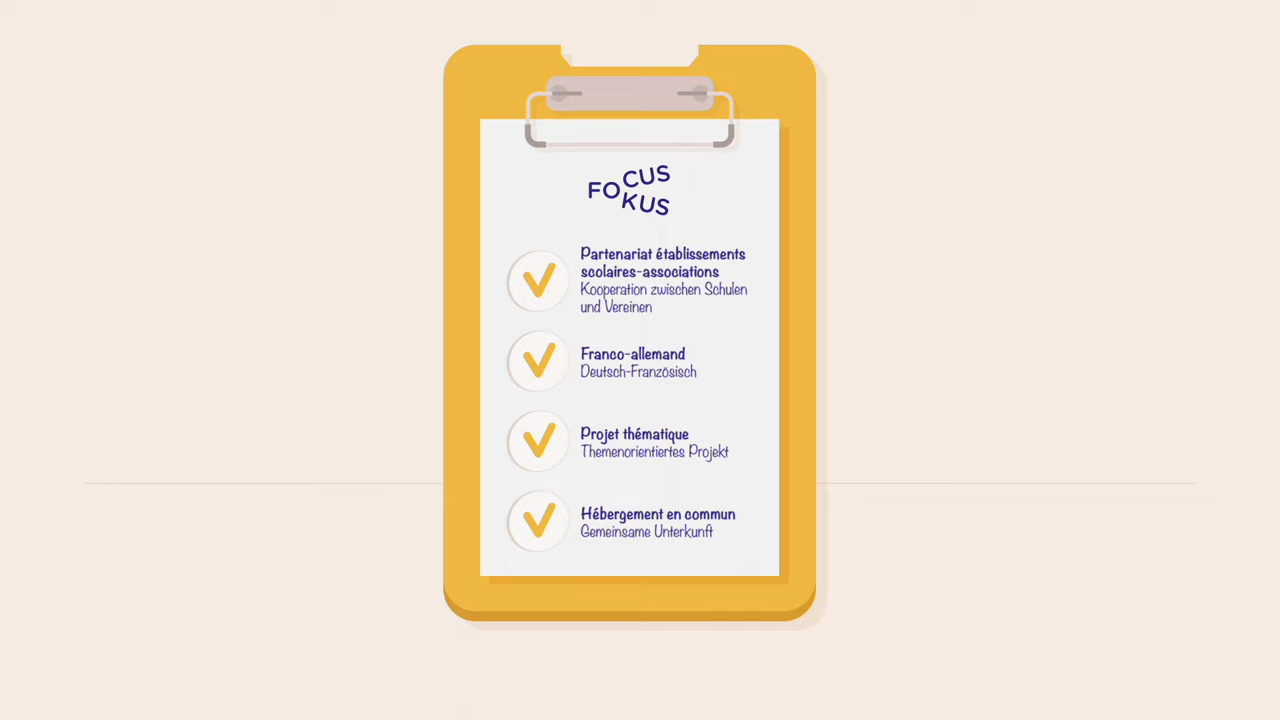 FOCUS
KUS
Partenariat établissements
scolaires-associations
Kooperation zwischen Schulen
und Vereinen
Franco-allemand
Deutsch-Französisch
Projet thématique
Themenorientiertes Projekt
Hébergement en commun
Gemeinsame Unterkunft